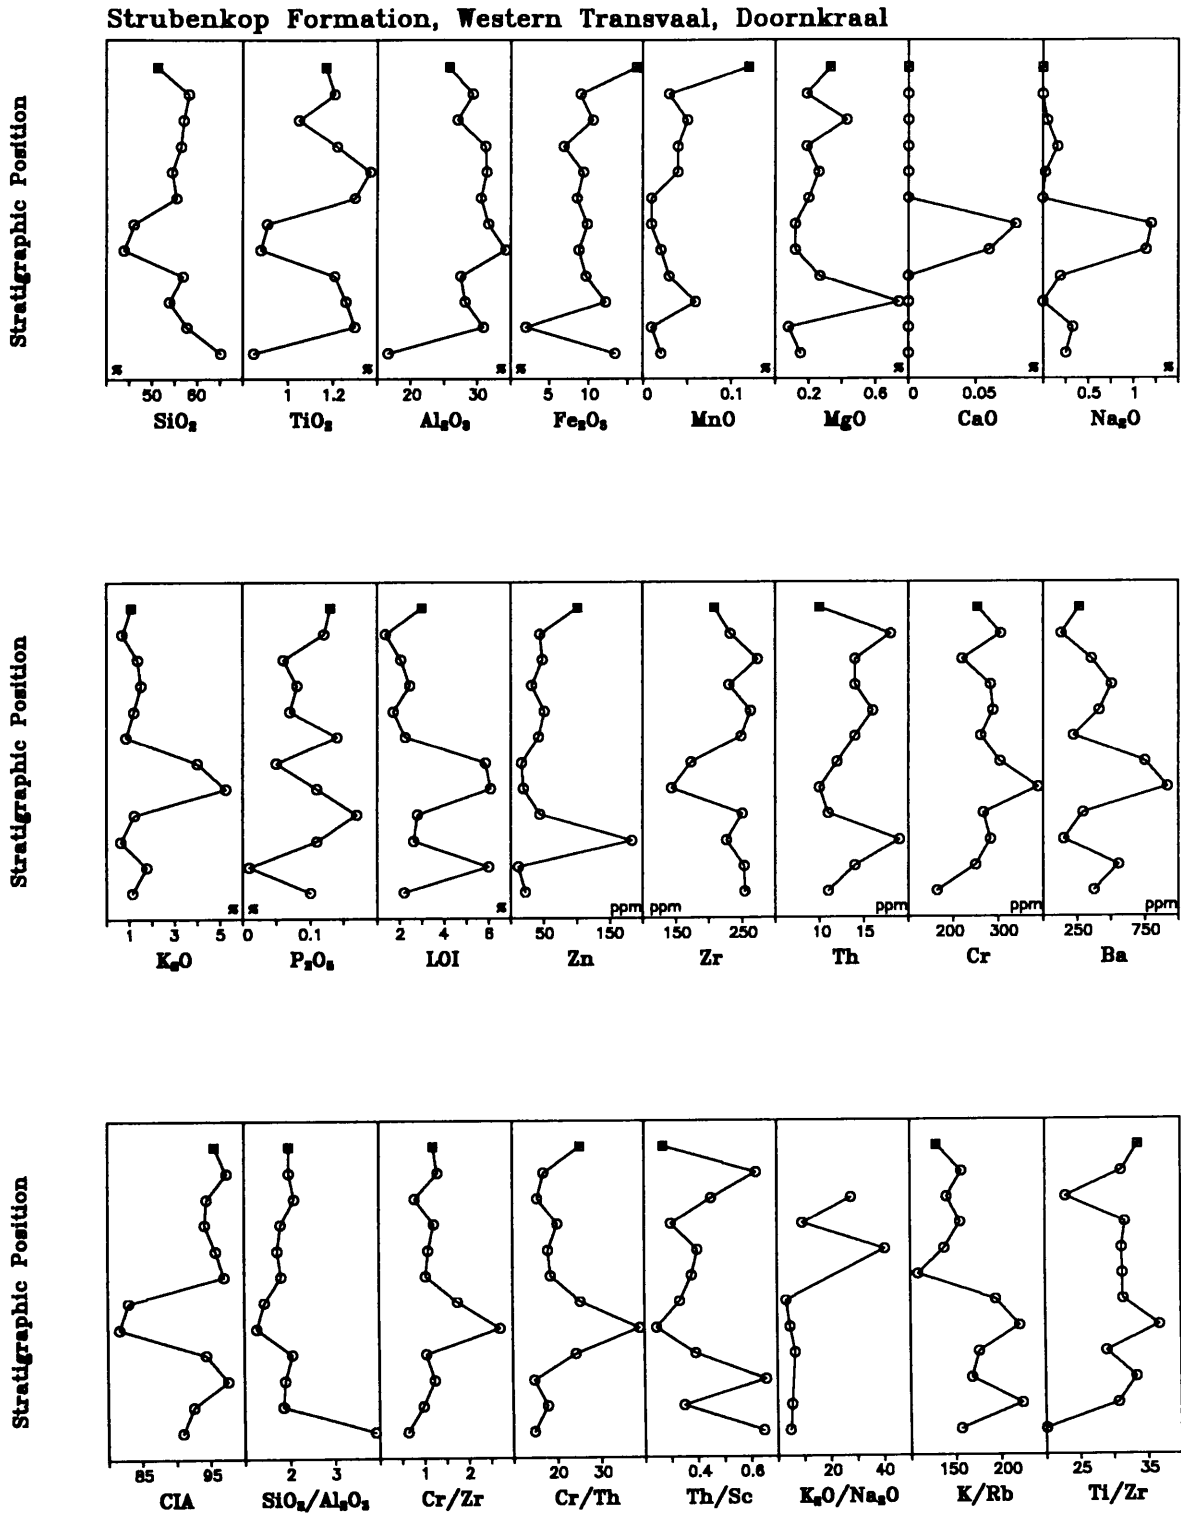 Strubenkop Formation, Western Transvaal, Doornkraal
Stratigraphic Position
% % % % % % % %
50 60 1 1.2 20 30 5 10 0 0.1 0.2 0.6 0 0.05 0.5 1
SiO₂ TiO₂ Al₂O₃ Fe₂O₃ MnO MgO CaO Na₂O
Stratigraphic Position
% % % ppm ppm ppm ppm ppm
1 3 5 0 0.1 2 4 6 50 150 150 250 10 15 200 300 250 750
K₂O P₂O₅ LOI Zn Zr Th Cr Ba
Stratigraphic Position
85 95 2 3 1 2 20 30 0.4 0.6 20 40 150 200 25 35
CIA SiO₂/Al₂O₃ Cr/Zr Cr/Th Th/Sc K₂O/Na₂O K/Rb Ti/Zr